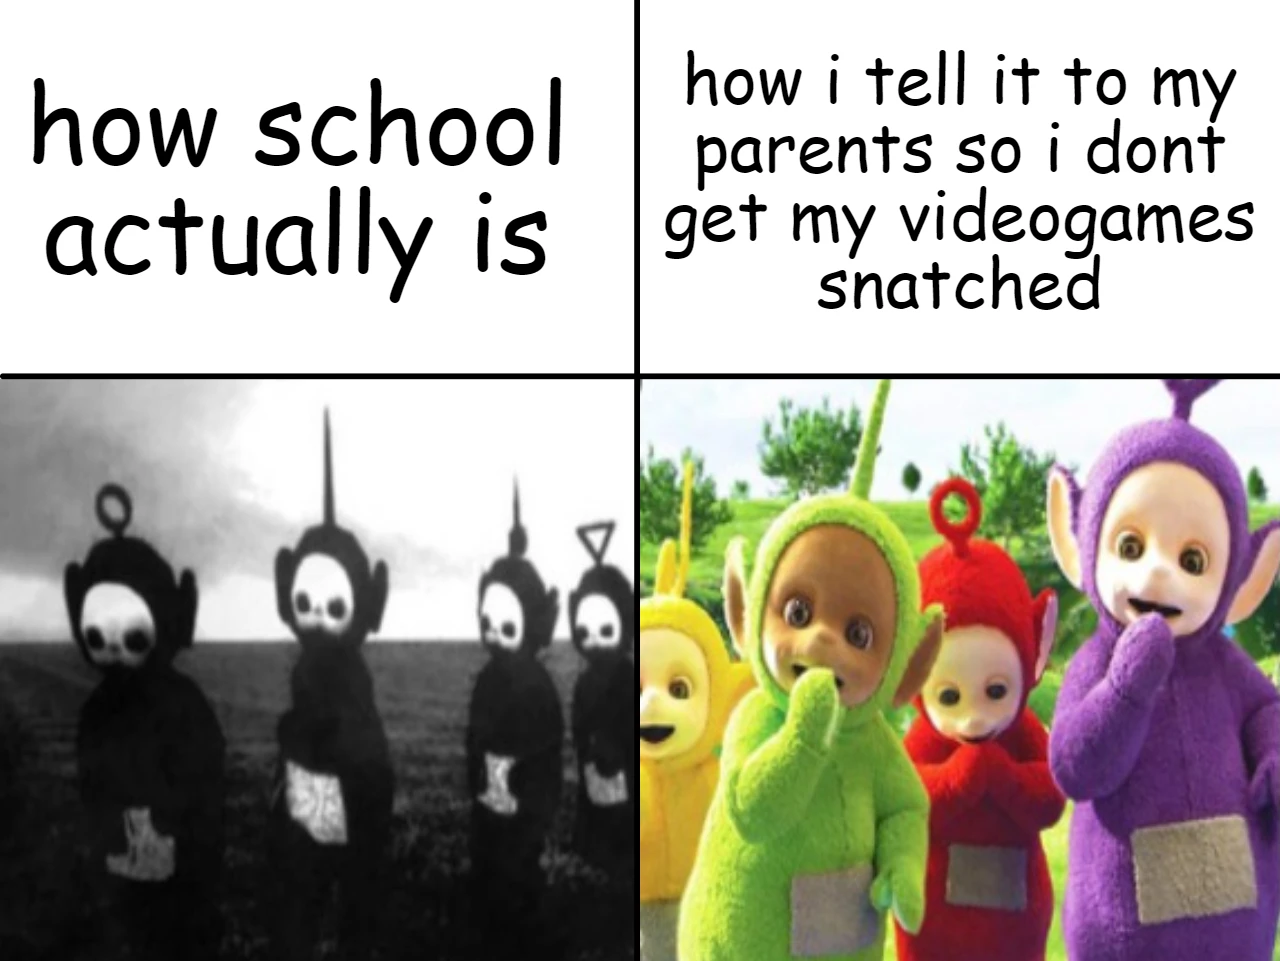 how school
actually is
how i tell it to my
parents so i dont
get my videogames
snatched